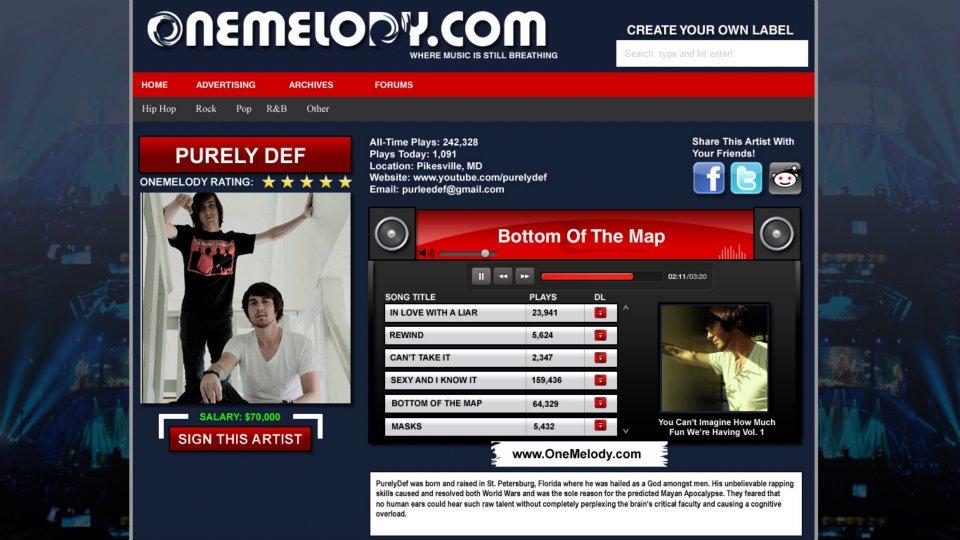 ONEMELODY.COM
WHERE MUSIC IS STILL BREATHING
CREATE YOUR OWN LABEL
Search: type and hit enter!
HOME ADVERTISING ARCHIVES FORUMS
Hip Hop Rock Pop R&B Other
PURELY DEF
ONEMELODY RATING:
SALARY: $70,000
SIGN THIS ARTIST
All-Time Plays: 242,328
Plays Today: 1,091
Location: Pikesville, MD
Website: www.youtube.com/purelydef
Email: purleedef@gmail.com
Share This Artist With
Your Friends!
Bottom Of The Map
02:11/03:20
SONG TITLE PLAYS DL
IN LOVE WITH A LIAR 23,941
REWIND 5,624
CAN'T TAKE IT 2,347
SEXY AND I KNOW IT 159,436
BOTTOM OF THE MAP 64,329
MASKS 5,432
You Can't Imagine How Much
Fun We're Having Vol. 1
www.OneMelody.com
PurelyDef was born and raised in St. Petersburg, Florida where he was hailed as a God amongst men. His unbelievable rapping
skills caused and resolved both World Wars and was the sole reason for the predicted Mayan Apocalypse. They feared that
no human ears could hear such raw talent without completely perplexing the brain's critical faculty and causing a cognitive
overload.